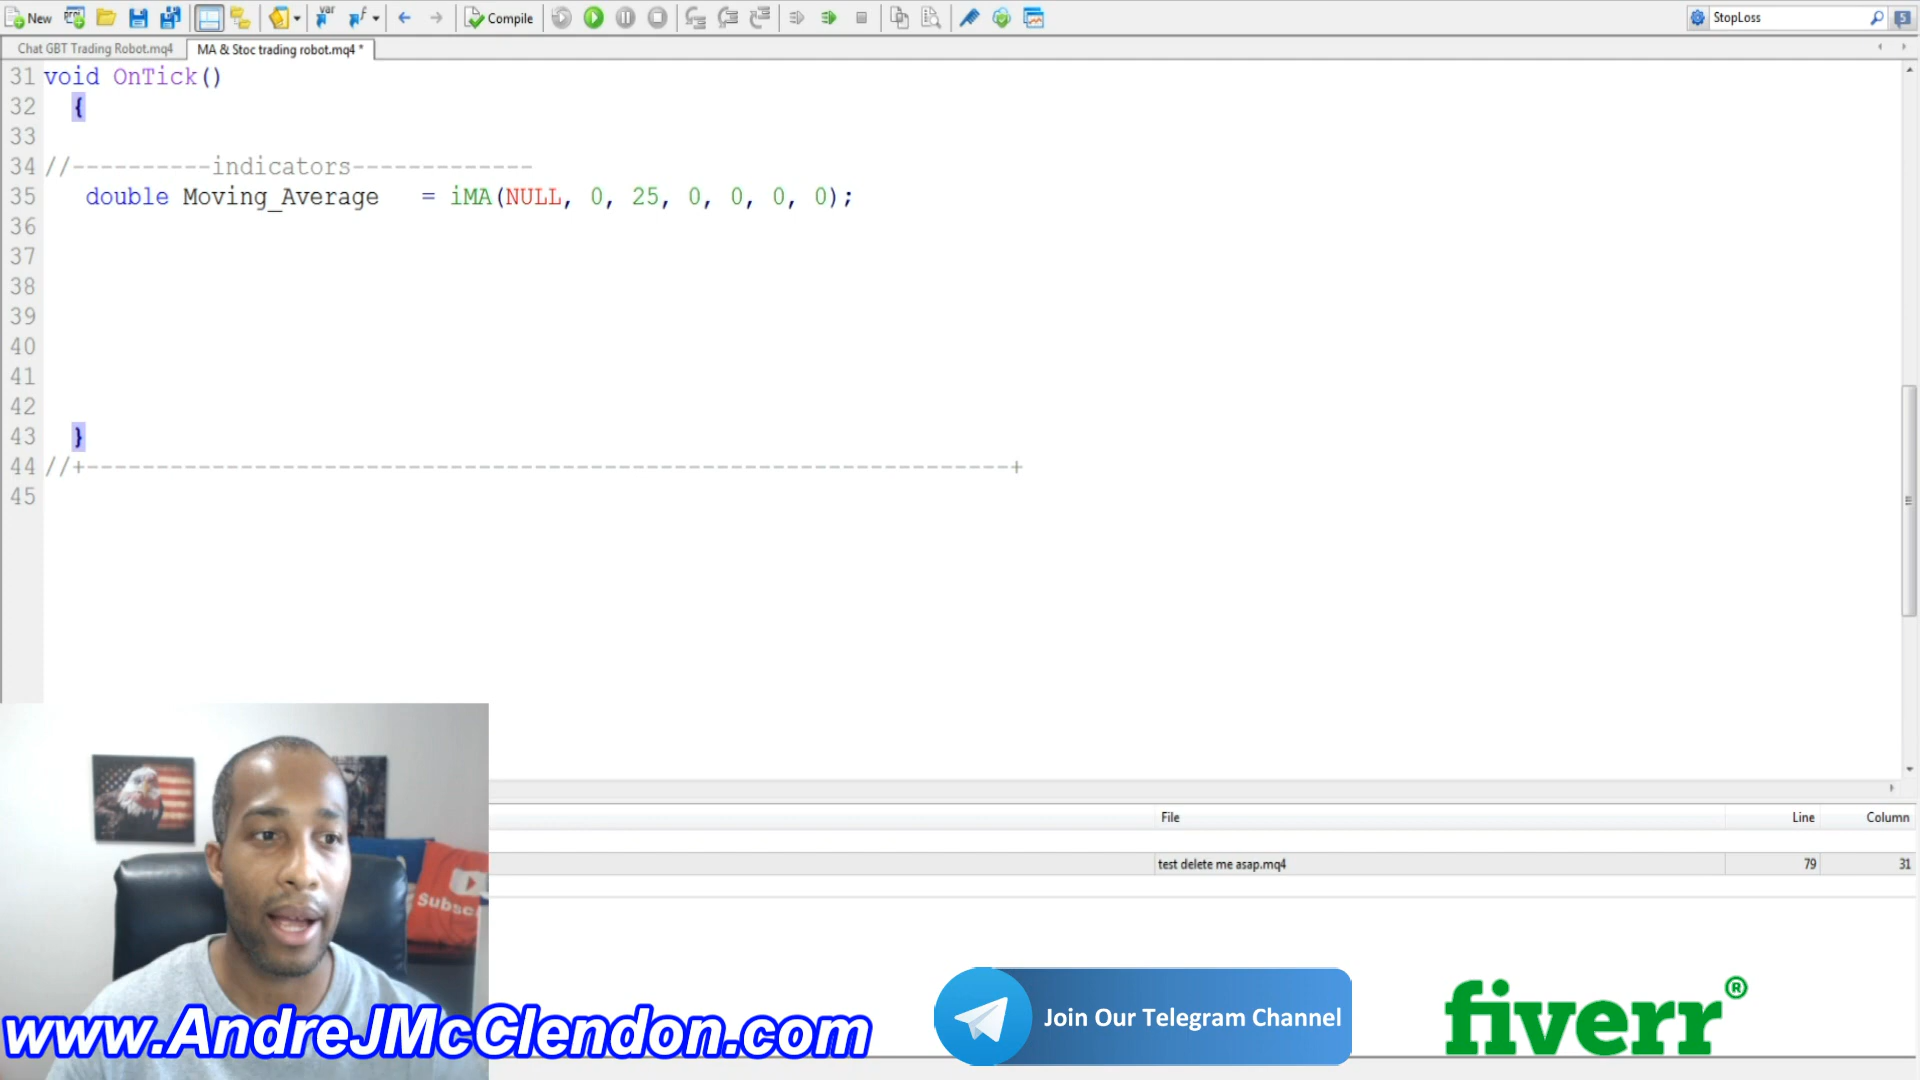 New
Compile
StopLoss
Chat GBT Trading Robot.mq4
MA & Stoc trading robot.mq4 *
31 void OnTick()
32 {
33
34 //----------indicators-------------
35 double Moving_Average = iMA(NULL, 0, 25, 0, 0, 0, 0);
36
37
38
39
40
41
42
43 }
44 //+-------------------------------------------------------------------+
45
File Line Column
test delete me asap.mq4 79 31
Subsc
www.AndreJMcClendon.com
Join Our Telegram Channel
fiverr®